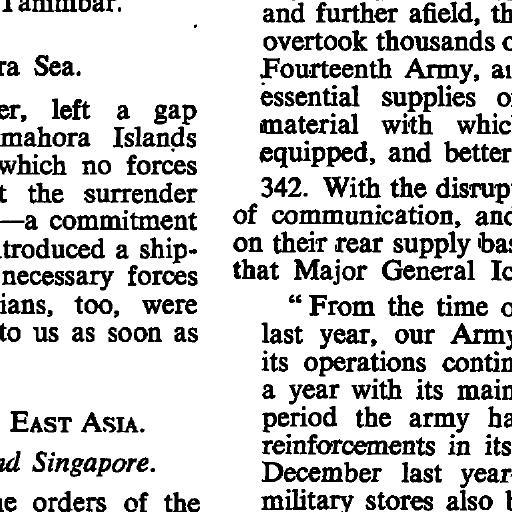 Tanimbar.
ra Sea.
er, left a gap
mahora Islands
which no forces
t the surrender
—a commitment
troduced a ship-
necessary forces
ians, too, were
to us as soon as
EAST ASIA.
nd Singapore.
e orders of the
and further afield, th
overtook thousands o
Fourteenth Army, a
essential supplies o
material with whic
equipped, and better
342. With the disrup
of communication, and
on their rear supply bas
that Major General Ic
“From the time o
last year, our Army
its operations contin
a year with its main
period the army ha
reinforcements in its
December last year
military stores also b